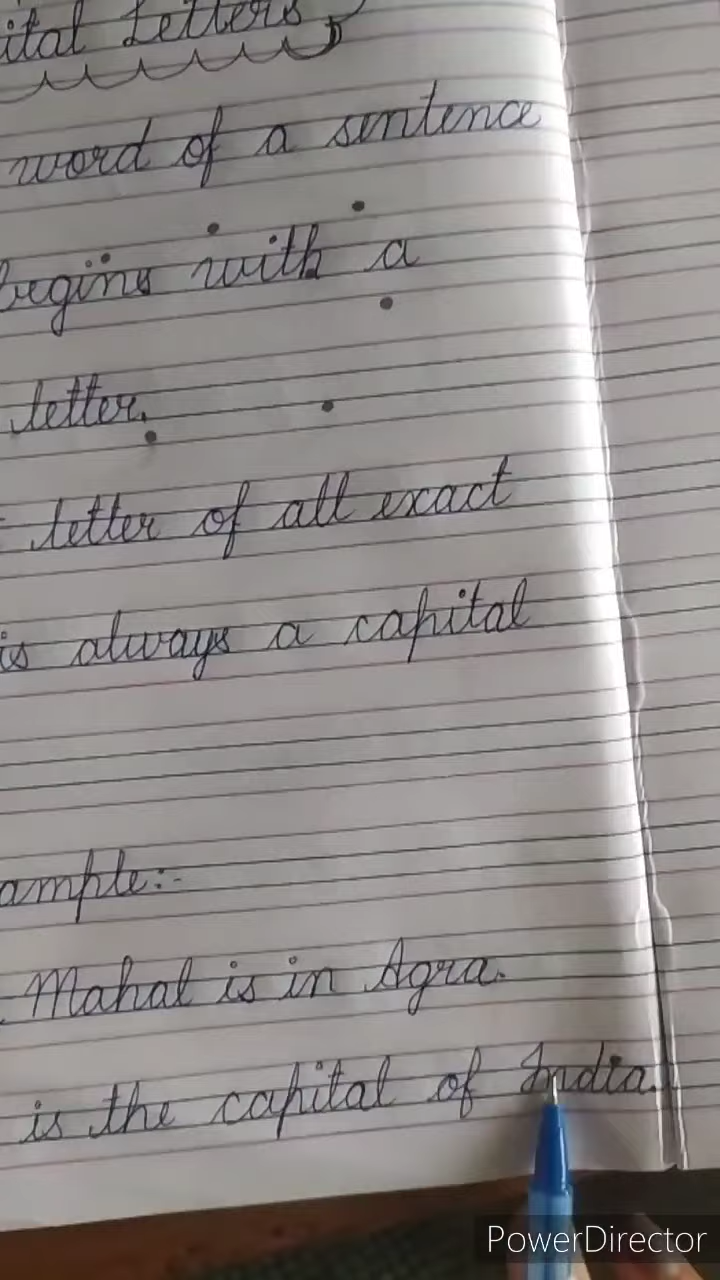 ital Letters
word of a sentence
begins with a
letter.
letter of all exact
is always a capital
ample:-
Mahal is in Agra.
is the capital of India.
PowerDirector